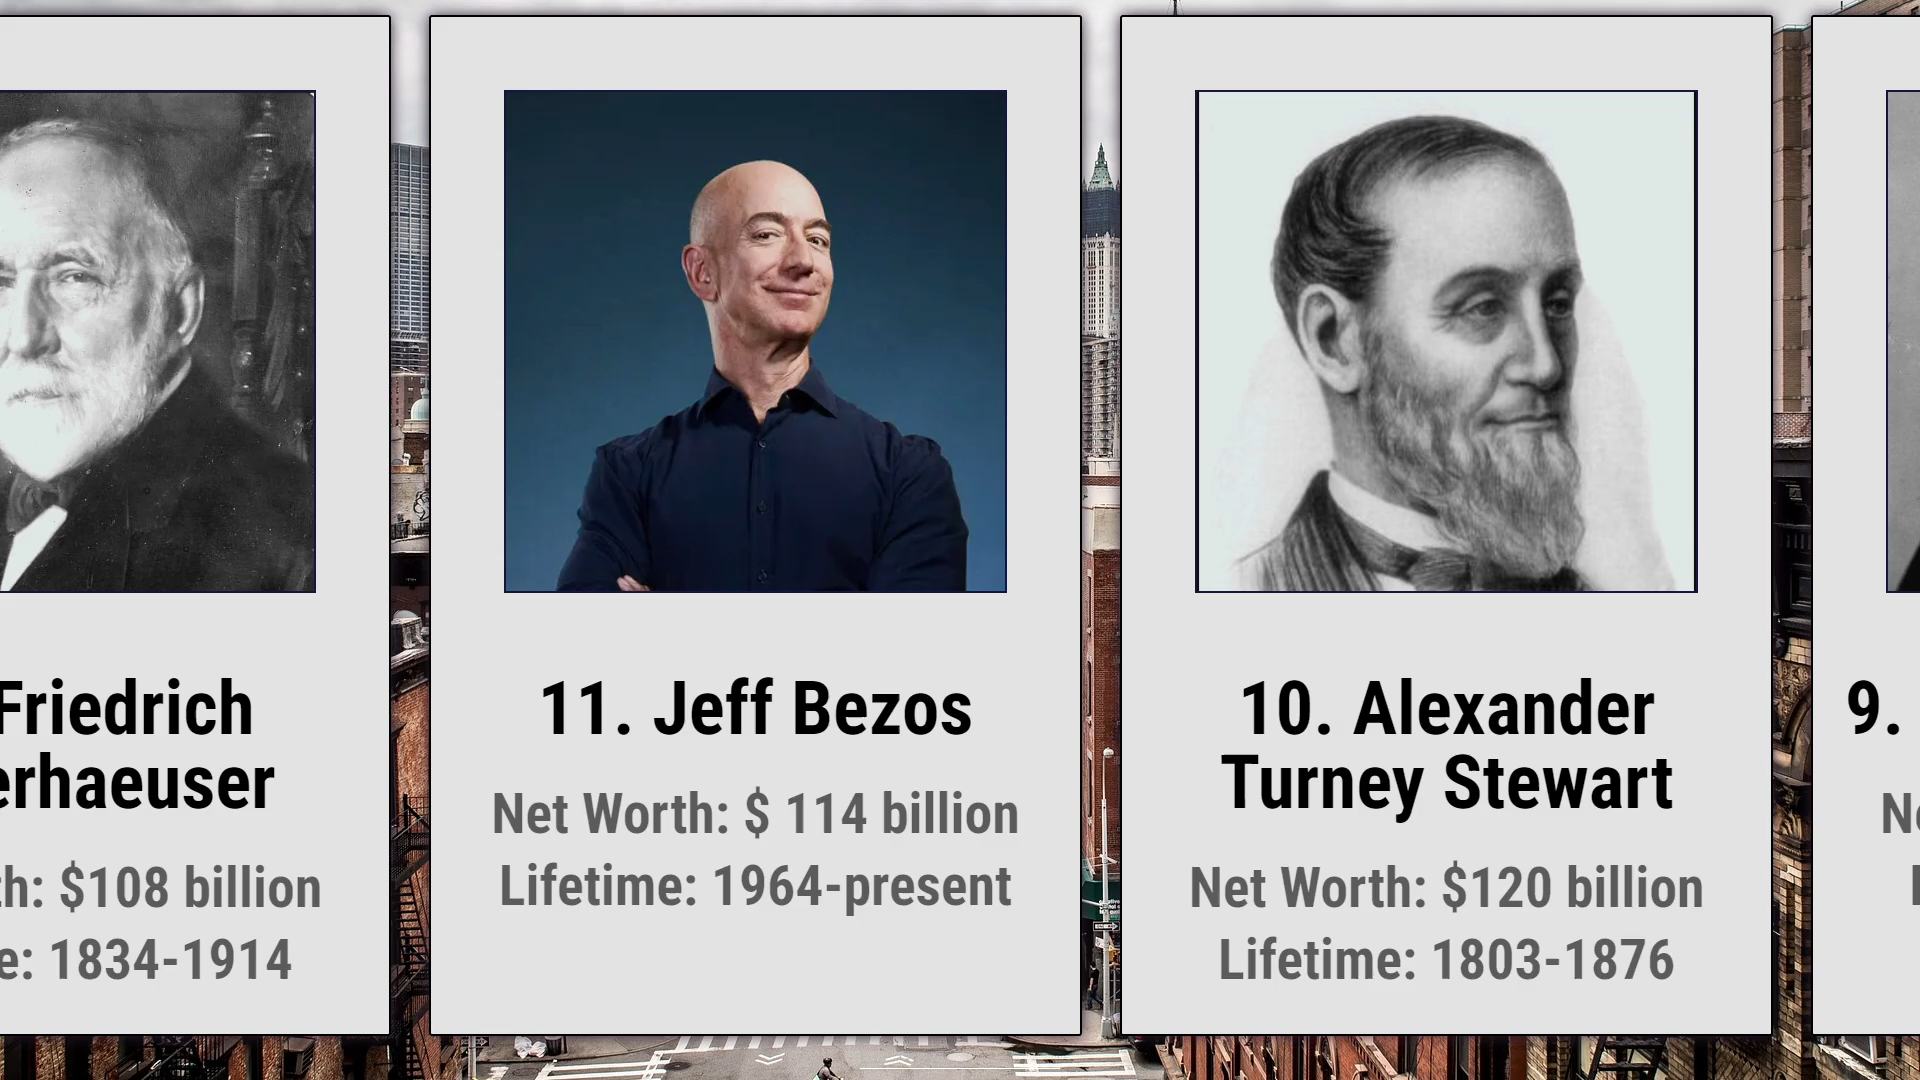 Friedrich
erhaeuser
th: $108 billion
e: 1834-1914
11. Jeff Bezos
Net Worth: $ 114 billion
Lifetime: 1964-present
10. Alexander
Turney Stewart
Net Worth: $120 billion
Lifetime: 1803-1876
9.